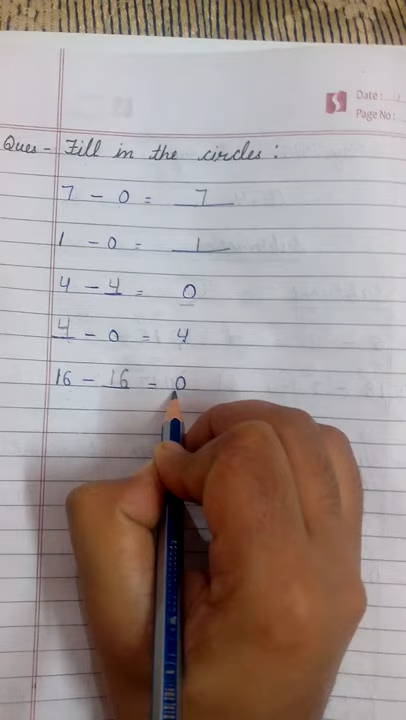 Date :
Page No :
Ques - Fill in the circles :
7 - 0 = 7
1 - 0 = 1
4 - 4 = 0
4 - 0 = 4
16 - 16 = 0